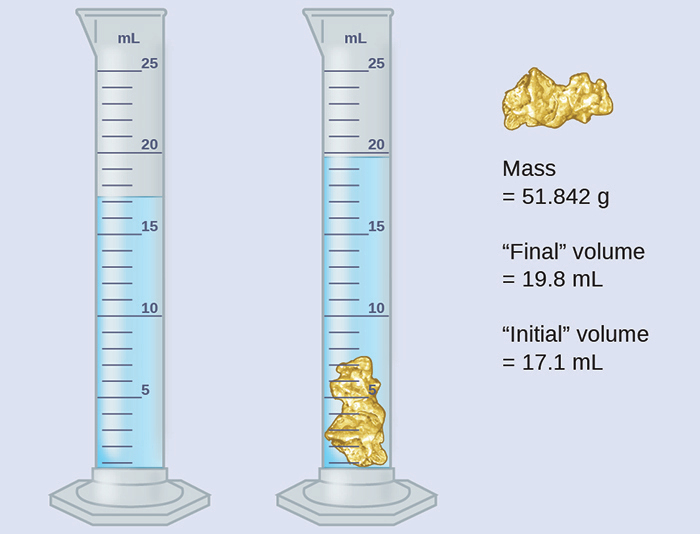 mL
25
20
15
10
5
mL
25
20
15
10
5
Mass
= 51.842 g
“Final” volume
= 19.8 mL
“Initial” volume
= 17.1 mL